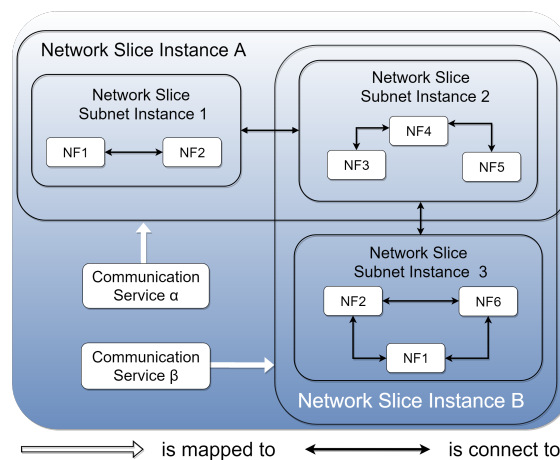 Network Slice Instance A
Network Slice
Subnet Instance 1
NF1
NF2
Network Slice
Subnet Instance 2
NF4
NF3
NF5
Communication
Service α
Network Slice
Subnet Instance 3
NF2
NF6
NF1
Communication
Service β
Network Slice Instance B
is mapped to
is connect to